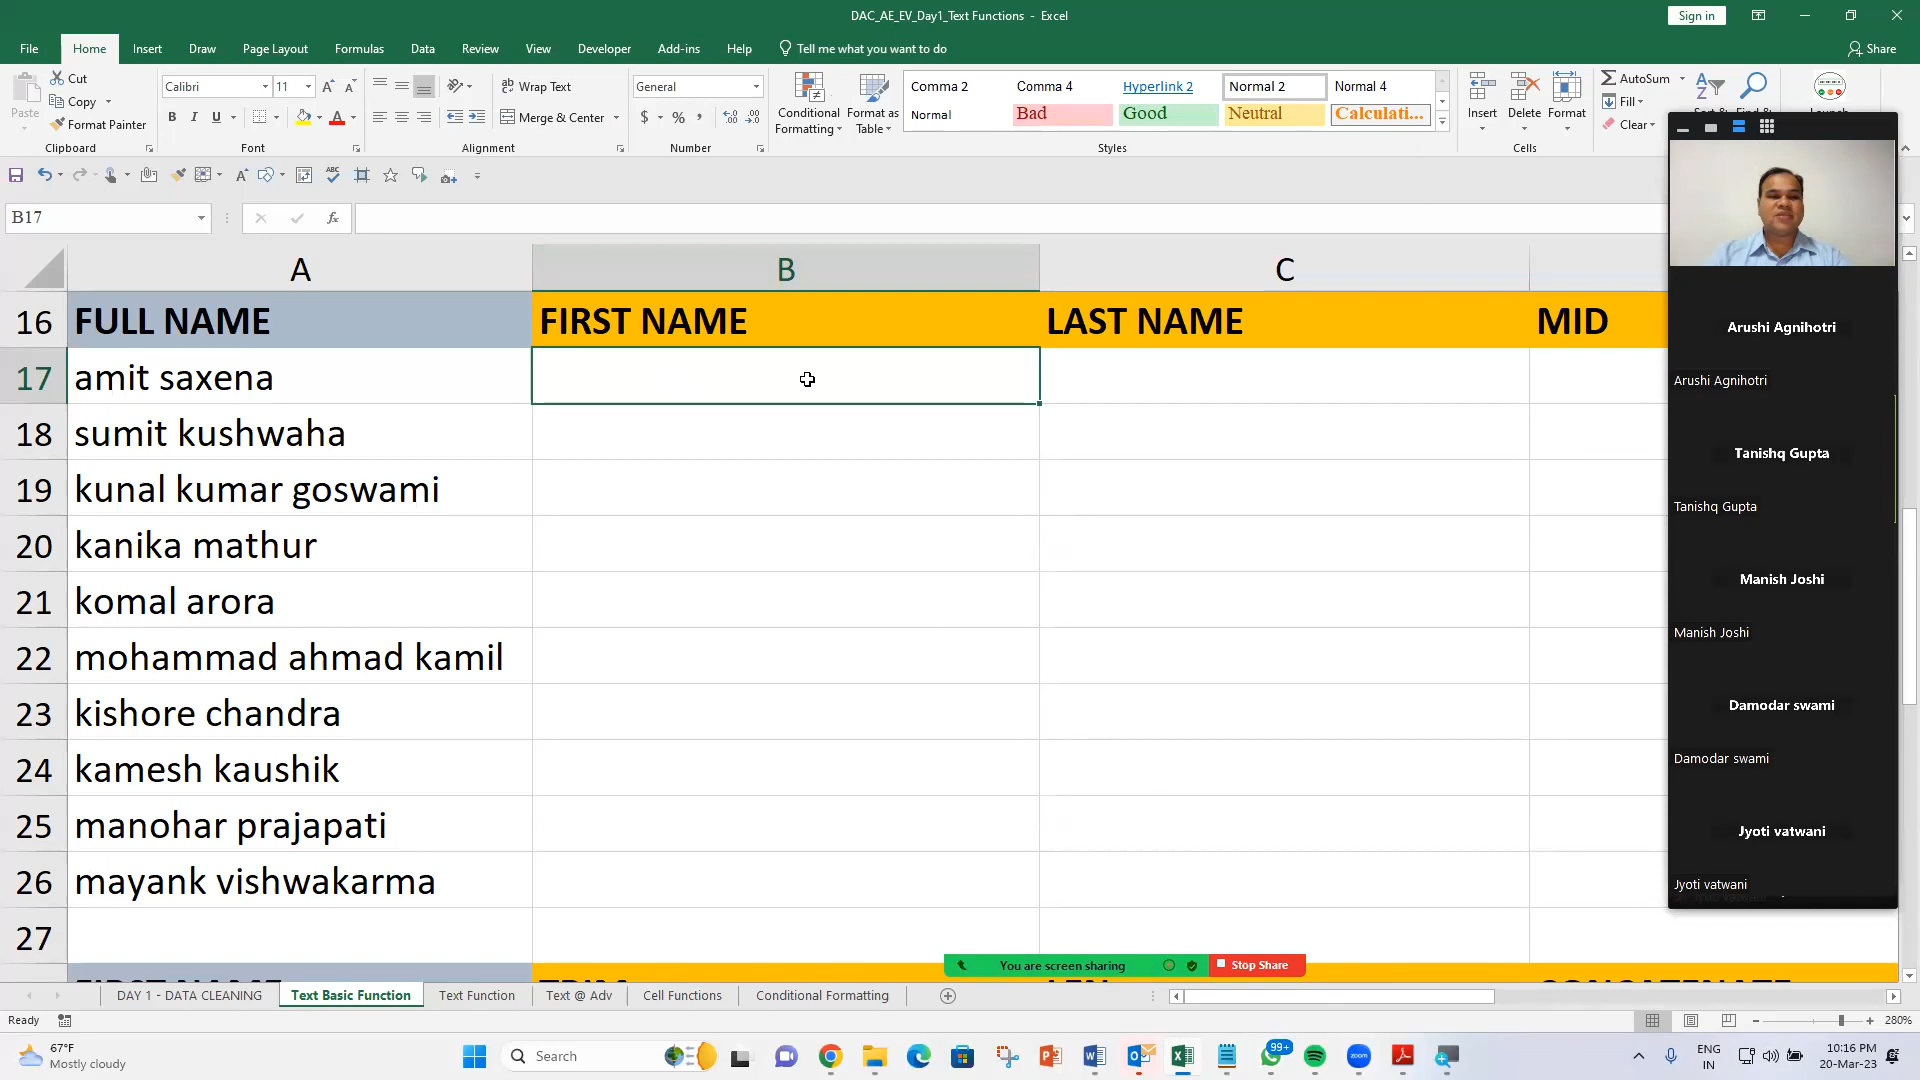 DAC_AE_EV_Day1_Text Functions - Excel
Sign in
File Home Insert Draw Page Layout Formulas Data Review View Developer Add-ins Help Tell me what you want to do
Share
Paste
Cut
Copy
Format Painter
Clipboard
Calibri 11
B I U
Font
Wrap Text
Merge & Center
Alignment
General
$ % ,
Number
Conditional Formatting
Format as Table
Comma 2 Comma 4 Hyperlink 2 Normal 2 Normal 4
Normal Bad Good Neutral Calculati...
Styles
Insert Delete Format
Cells
AutoSum
Fill
Clear
B17
A B C
16 FULL NAME FIRST NAME LAST NAME MID
17 amit saxena
18 sumit kushwaha
19 kunal kumar goswami
20 kanika mathur
21 komal arora
22 mohammad ahmad kamil
23 kishore chandra
24 kamesh kaushik
25 manohar prajapati
26 mayank vishwakarma
27
Arushi Agnihotri
Arushi Agnihotri
Tanishq Gupta
Tanishq Gupta
Manish Joshi
Manish Joshi
Damodar swami
Damodar swami
Jyoti vatwani
Jyoti vatwani
You are screen sharing Stop Share
DAY 1 - DATA CLEANING Text Basic Function Text Function Text @ Adv Cell Functions Conditional Formatting
Ready
280%
67°F
Mostly cloudy
Search
99+
zoom
ENG
IN
10:16 PM
20-Mar-23